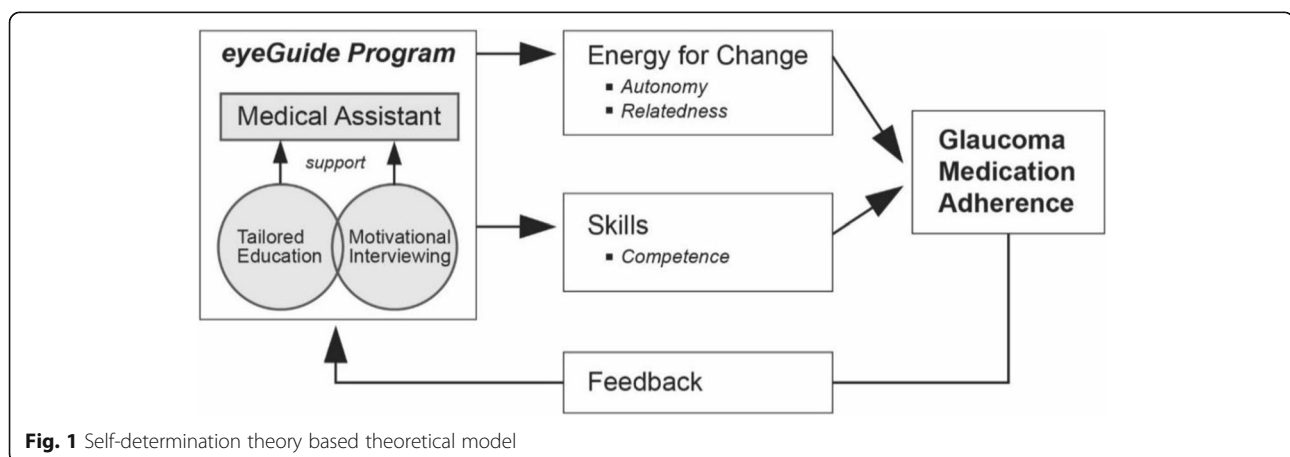 eyeGuide Program
Medical Assistant
support
Tailored
Education
Motivational
Interviewing
Energy for Change
▪ Autonomy
▪ Relatedness
Skills
▪ Competence
Glaucoma
Medication
Adherence
Feedback
Fig. 1 Self-determination theory based theoretical model